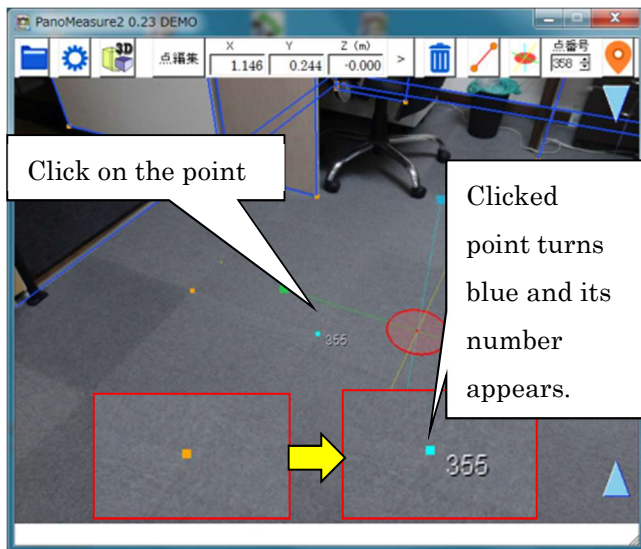 PanoMeasure2 0.23 DEMO
3D
点編集
X Y Z (m)
1.146 0.244 -0.000
>
点番号
358
Click on the point
Clicked
point turns
blue and its
number
appears.
355
355